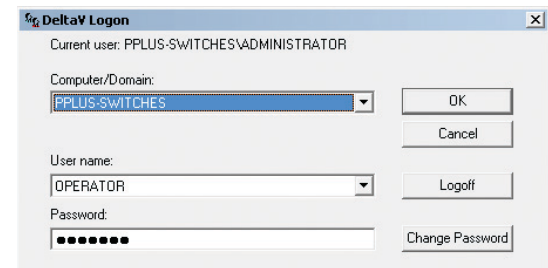 DeltaV Logon
Current user: PPLUS-SWITCHES\ADMINISTRATOR
Computer/Domain:
PPLUS-SWITCHES
OK
Cancel
User name:
OPERATOR
Logoff
Password:
●●●●●●●
Change Password